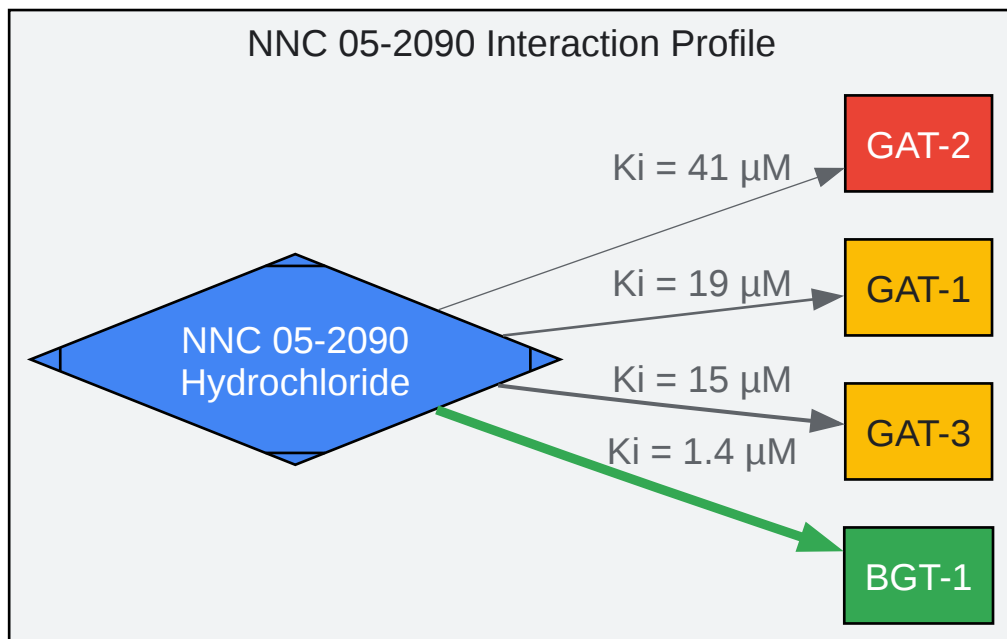 NNC 05-2090 Interaction Profile
GAT-2
Ki = 41 µM
Ki = 19 µM
GAT-1
NNC 05-2090
Hydrochloride
Ki = 15 µM
GAT-3
Ki = 1.4 µM
BGT-1